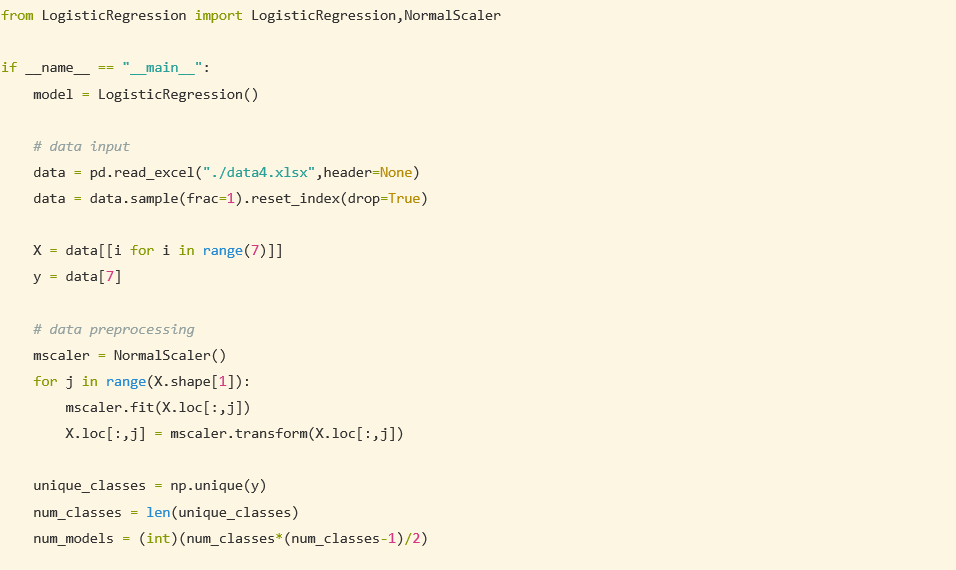 from LogisticRegression import LogisticRegression,NormalScaler
if __name__ == "__main__":
    model = LogisticRegression()
    # data input
    data = pd.read_excel("./data4.xlsx",header=None)
    data = data.sample(frac=1).reset_index(drop=True)
    X = data[[i for i in range(7)]]
    y = data[7]
    # data preprocessing
    mscaler = NormalScaler()
    for j in range(X.shape[1]):
        mscaler.fit(X.loc[:,j])
        X.loc[:,j] = mscaler.transform(X.loc[:,j])
    unique_classes = np.unique(y)
    num_classes = len(unique_classes)
    num_models = (int)(num_classes*(num_classes-1)/2)